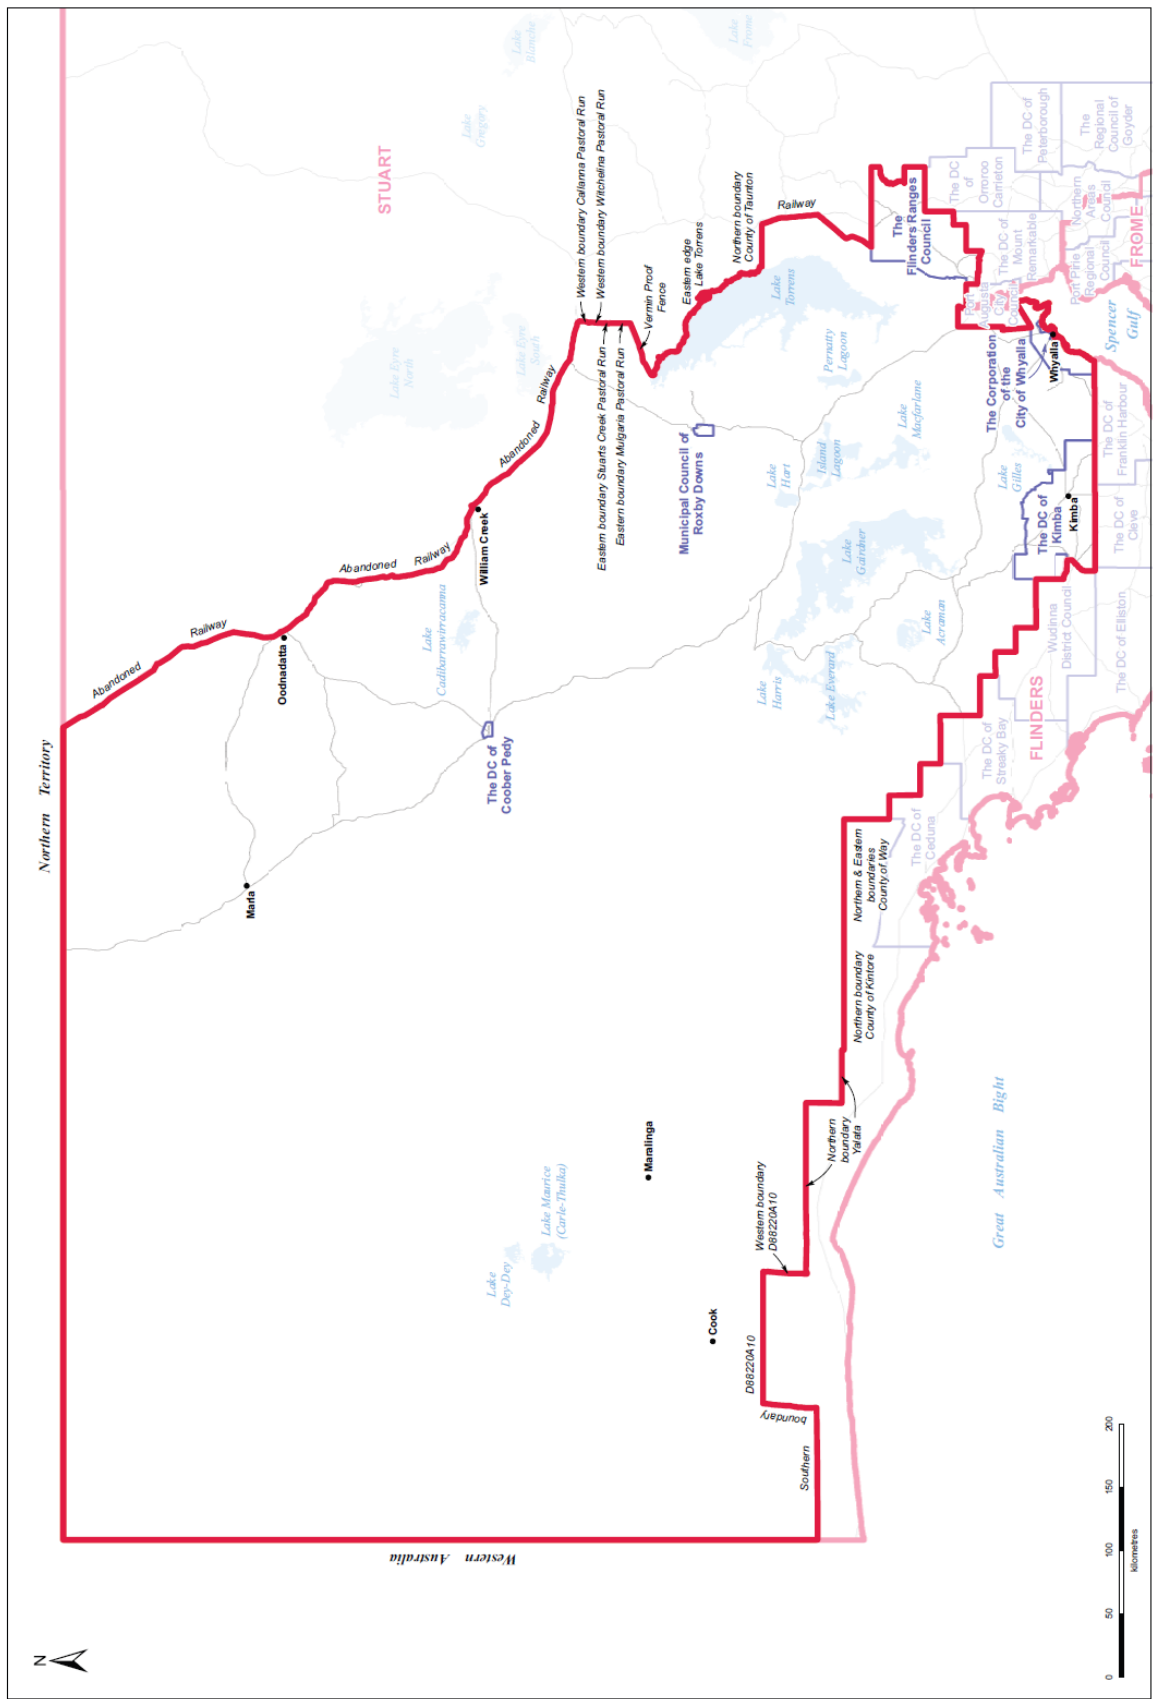 Northern Territory
Western Australia
N
STUART
FLINDERS
FROME
Lake
Blanche
Lake
Frome
Lake
Gregory
Lake Eyre
North
Lake Eyre
South
Western boundary Callanna Pastoral Run
Western boundary Witchelina Pastoral Run
Eastern boundary Stuarts Creek Pastoral Run
Eastern boundary Mulgaria Pastoral Run
Vermin Proof
Fence
Eastern edge
Lake Torrens
Northern boundary
County of Taunton
Railway
Lake
Torrens
Abandoned
Railway
Oodnadatta
Abandoned
Railway
William Creek
Abandoned
Railway
Lake
Cadibarrawirracanna
The DC of
Coober Pedy
Marla
Municipal Council of
Roxby Downs
Pernatty
Lagoon
Lake
Hart
Island
Lagoon
Lake
Macfarlane
Lake
Gairdner
Lake
Gilles
Lake
Acraman
Lake
Harris
Lake Everard
The
Flinders Ranges
Council
The DC
of
Orroroo
Carrieton
The DC of
Peterborough
The
Regional
Council of
Goyder
The DC of
Mount
Remarkable
Northern
Areas
Council
Port Pirie
Regional
Council
Port
Augusta
City
Council
Spencer
Gulf
The Corporation
of the
City of Whyalla
Whyalla
The DC of
Franklin Harbour
The DC of
Kimba
Kimba
The DC of
Cleve
Wudinna
District Council
The DC of Elliston
The DC of
Streaky Bay
The DC of
Ceduna
Northern & Eastern
boundaries
County of Way
Northern boundary
County of Kintore
Northern
boundary
Yalata
Western boundary
D88220A10
Southern
boundary
D88220A10
Maralinga
Lake Maurice
(Carle-Thulka)
Lake
Dey-Dey
Cook
Great Australian Bight
0 50 100 150 200
kilometres